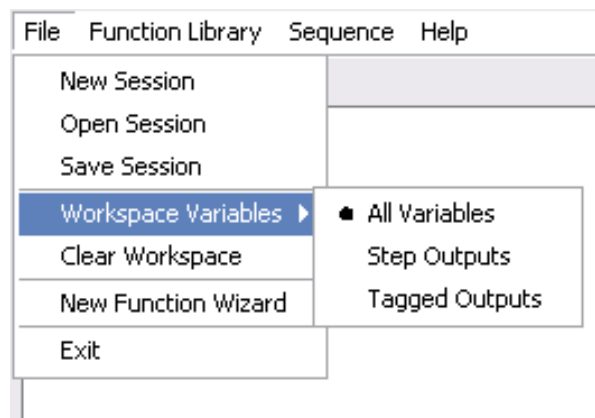 File Function Library Sequence Help
New Session
Open Session
Save Session
Workspace Variables
All Variables
Clear Workspace
Step Outputs
New Function Wizard
Tagged Outputs
Exit